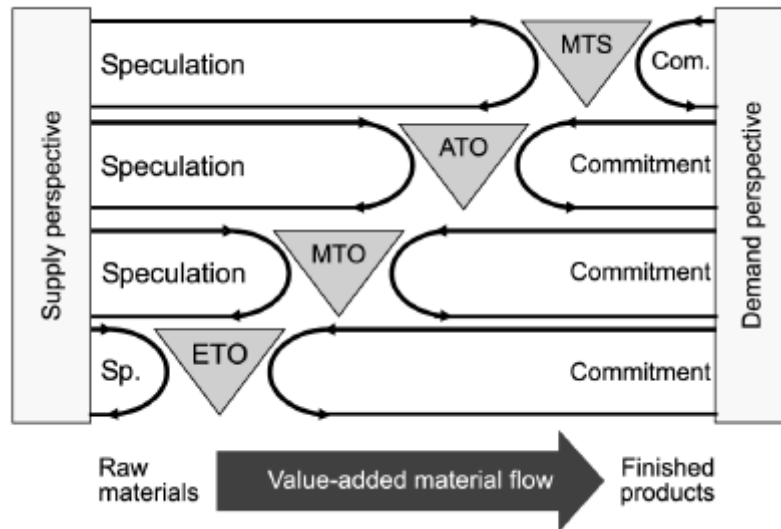 Supply perspective
Speculation
MTS
Com.
Speculation
ATO
Commitment
Speculation
MTO
Commitment
Sp.
ETO
Commitment
Demand perspective
Raw
materials
Value-added material flow
Finished
products